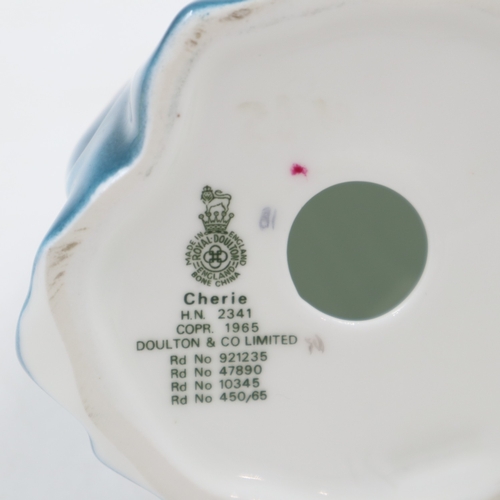 MADE IN ENGLAND
ROYAL DOULTON
ENGLAND
BONE CHINA
Cherie
H.N. 2341
COPR. 1965
DOULTON & CO LIMITED
Rd No 921235
Rd No 47890
Rd No 10345
Rd No 450/65